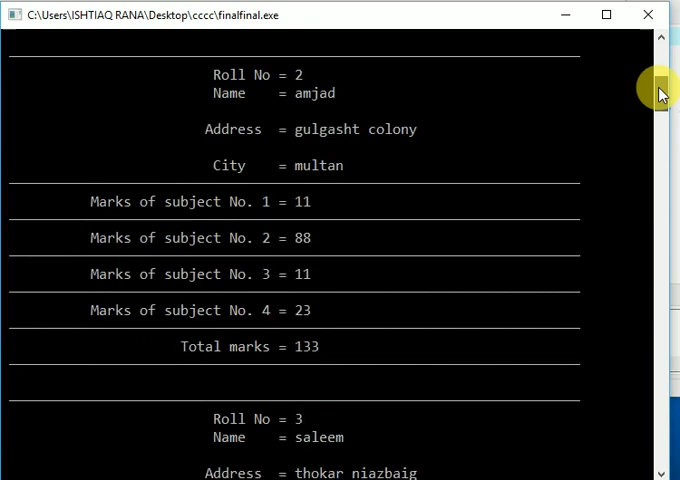 C:\Users\ISHTIAQ RANA\Desktop\cccc\finalfinal.exe
Roll No = 2
Name = amjad
Address = gulgasht colony
City = multan
Marks of subject No. 1 = 11
Marks of subject No. 2 = 88
Marks of subject No. 3 = 11
Marks of subject No. 4 = 23
Total marks = 133
Roll No = 3
Name = saleem
Address = thokar niazbaig